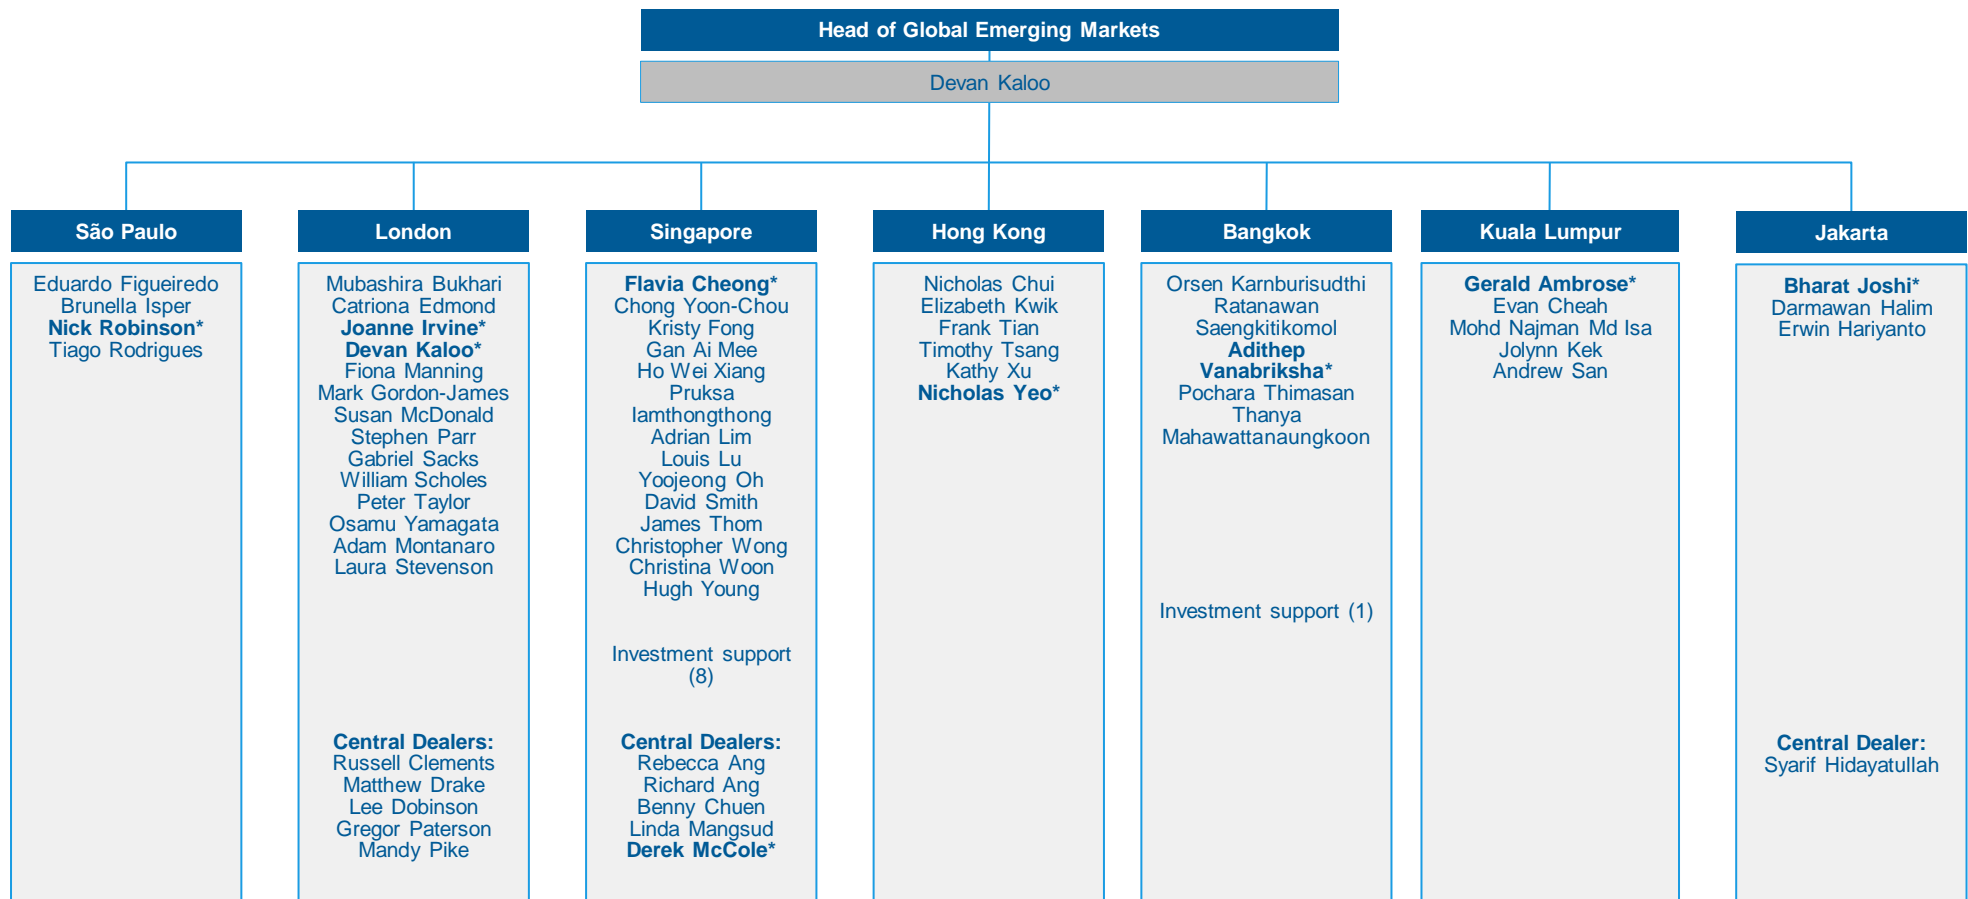 Head of Global Emerging Markets
Devan Kaloo
São Paulo
Eduardo Figueiredo
Brunella Isper
Nick Robinson*
Tiago Rodrigues
London
Mubashira Bukhari
Catriona Edmond
Joanne Irvine*
Devan Kaloo*
Fiona Manning
Mark Gordon-James
Susan McDonald
Stephen Parr
Gabriel Sacks
William Scholes
Peter Taylor
Osamu Yamagata
Adam Montanaro
Laura Stevenson
Central Dealers:
Russell Clements
Matthew Drake
Lee Dobinson
Gregor Paterson
Mandy Pike
Singapore
Flavia Cheong*
Chong Yoon-Chou
Kristy Fong
Gan Ai Mee
Ho Wei Xiang
Pruksa
Iamthongthong
Adrian Lim
Louis Lu
Yoojeong Oh
David Smith
James Thom
Christopher Wong
Christina Woon
Hugh Young
Investment support
(8)
Central Dealers:
Rebecca Ang
Richard Ang
Benny Chuen
Linda Mangsud
Derek McCole*
Hong Kong
Nicholas Chui
Elizabeth Kwik
Frank Tian
Timothy Tsang
Kathy Xu
Nicholas Yeo*
Bangkok
Orsen Karnburisudthi
Ratanawan
Saengkitikomol
Adithep
Vanabriksha*
Pochara Thimasan
Thanya
Mahawattanaungkoon
Investment support (1)
Kuala Lumpur
Gerald Ambrose*
Evan Cheah
Mohd Najman Md Isa
Jolynn Kek
Andrew San
Jakarta
Bharat Joshi*
Darmawan Halim
Erwin Hariyanto
Central Dealer:
Syarif Hidayatullah